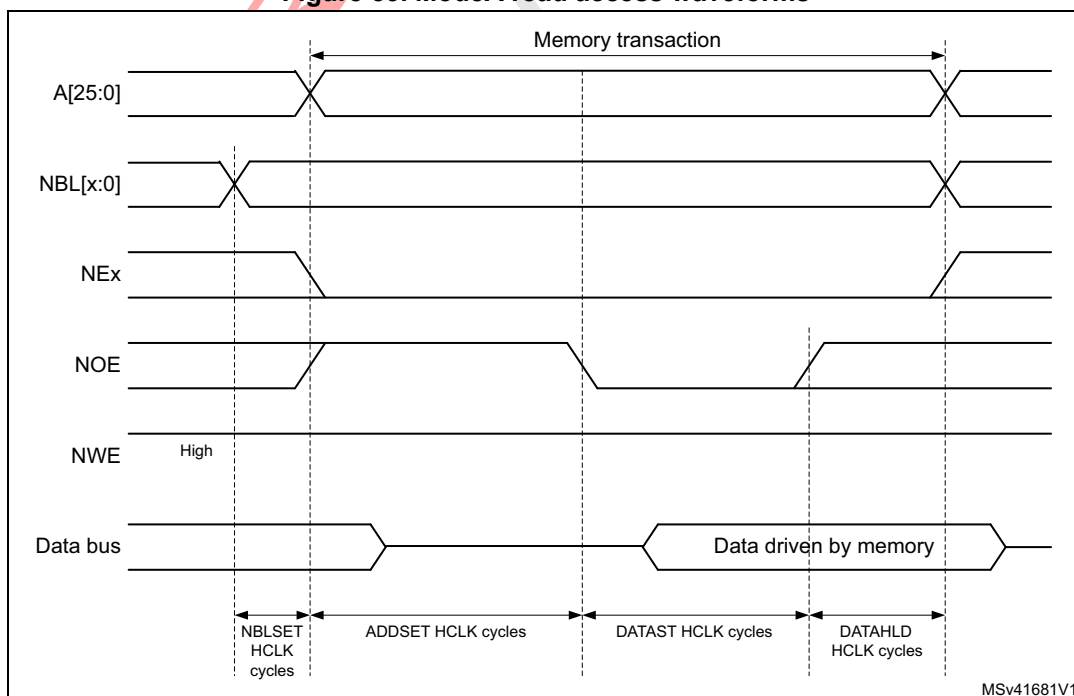 Memory transaction
A[25:0]
NBL[x:0]
NEx
NOE
NWE
High
Data bus
Data driven by memory
NBLSET
HCLK
cycles
ADDSET HCLK cycles
DATAST HCLK cycles
DATAHLD
HCLK cycles
MSv41681V1